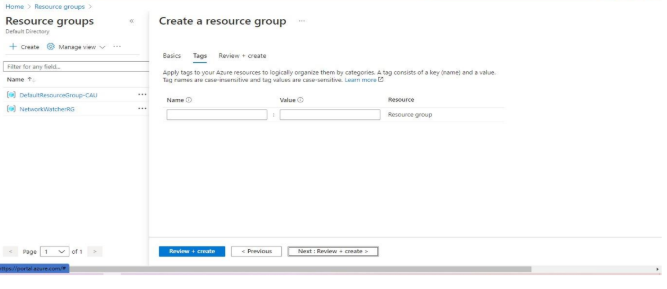 Home > Resource groups >
Resource groups «
Default Directory
+ Create Manage view ···
Filter for any field...
Name ↑↓
DefaultResourceGroup-CAU ···
NetworkWatcherRG ···
Page 1 of 1
Create a resource group ···
Basics Tags Review + create
Apply tags to your Azure resources to logically organize them by categories. A tag consists of a key (name) and a value.
Tag names are case-insensitive and tag values are case-sensitive. Learn more
Name Value Resource
: Resource group
Review + create < Previous Next : Review + create >
https://portal.azure.com/#